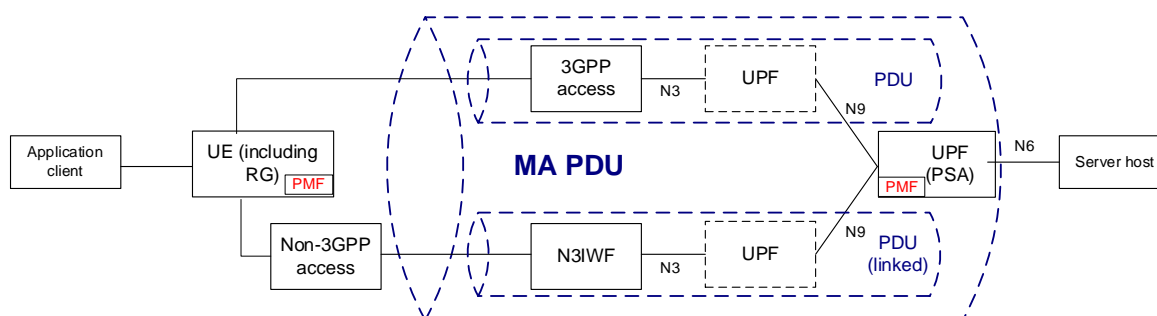 Application
client
UE (including
RG)
PMF
Non-3GPP
access
MA PDU
3GPP
access
N3
UPF
PDU
N9
N3IWF
N3
UPF
PDU
(linked)
N9
UPF
(PSA)
PMF
N6
Server host